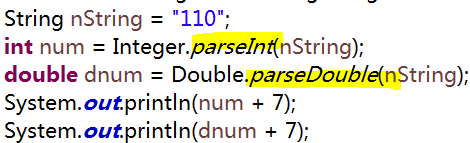 String nString = "110";
int num = Integer.parseInt(nString);
double dnum = Double.parseDouble(nString);
System.out.println(num + 7);
System.out.println(dnum + 7);